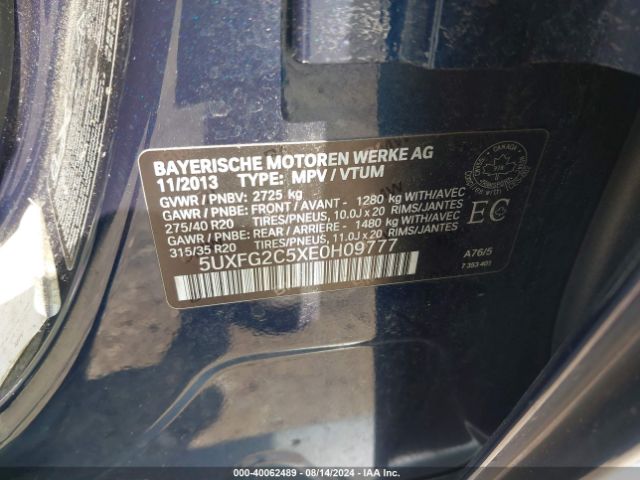 BAYERISCHE MOTOREN WERKE AG
11/2013 TYPE: MPV / VTUM
GVWR / PNBV: 2725 kg
GAWR / PNBE: FRONT / AVANT - 1280 kg WITH/AVEC
275/40 R20 TIRES/PNEUS, 10.0J x 20 RIMS/JANTES
GAWR / PNBE: REAR / ARRIERE - 1480 kg WITH/AVEC
315/35 R20 TIRES/PNEUS, 11.0J x 20 RIMS/JANTES
5UXFG2C5XE0H09777
CANADA
EC
A76/5
7 353 401
000-40062489 - 08/14/2024 - IAA Inc.